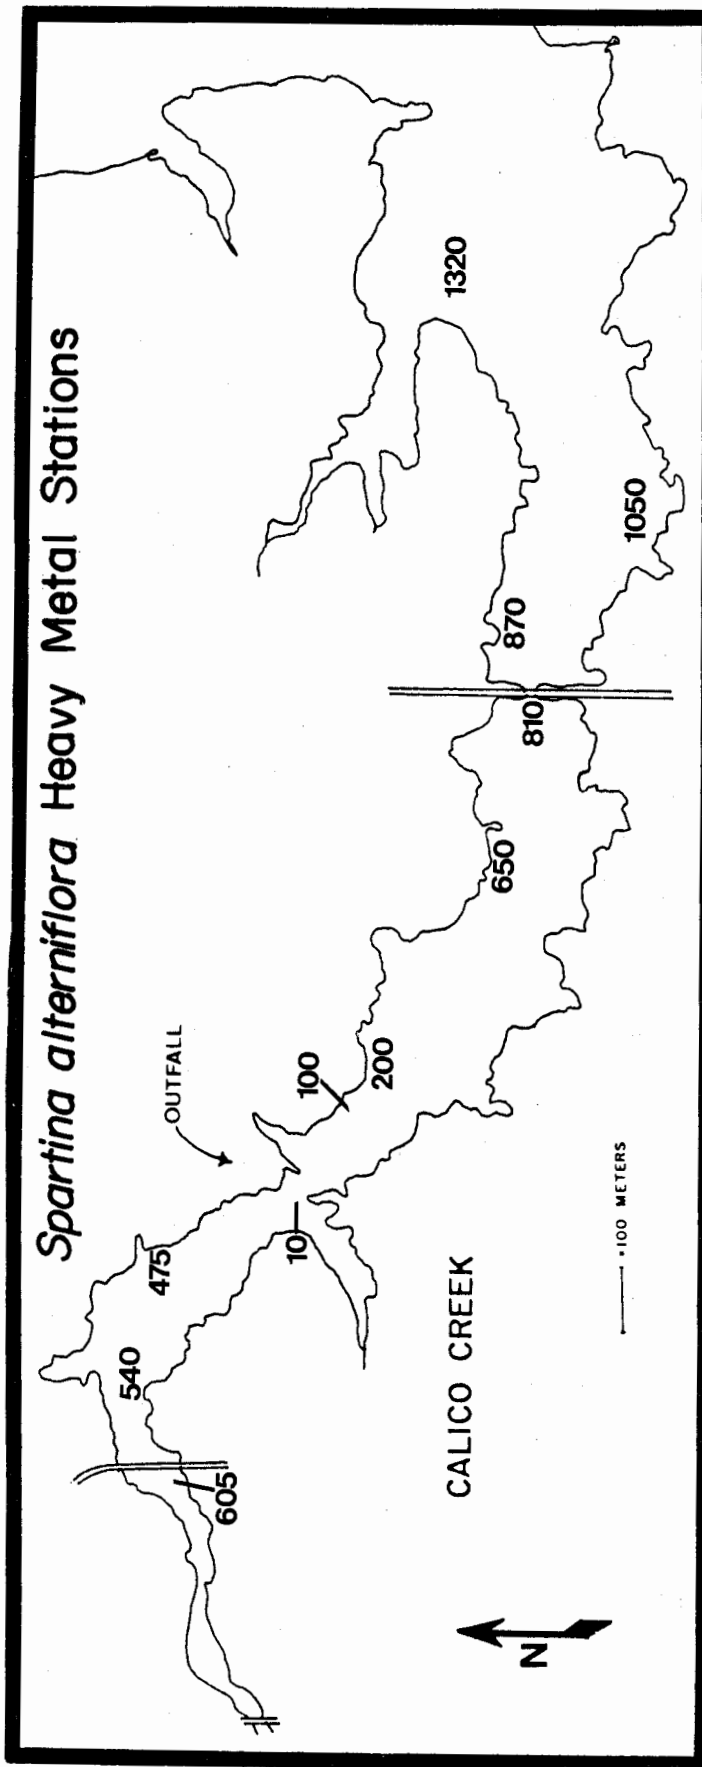 Spartina alterniflora Heavy Metal Stations
OUTFALL
540
475
605
10
100
200
650
810
870
1050
1320
CALICO CREEK
N
•100 METERS